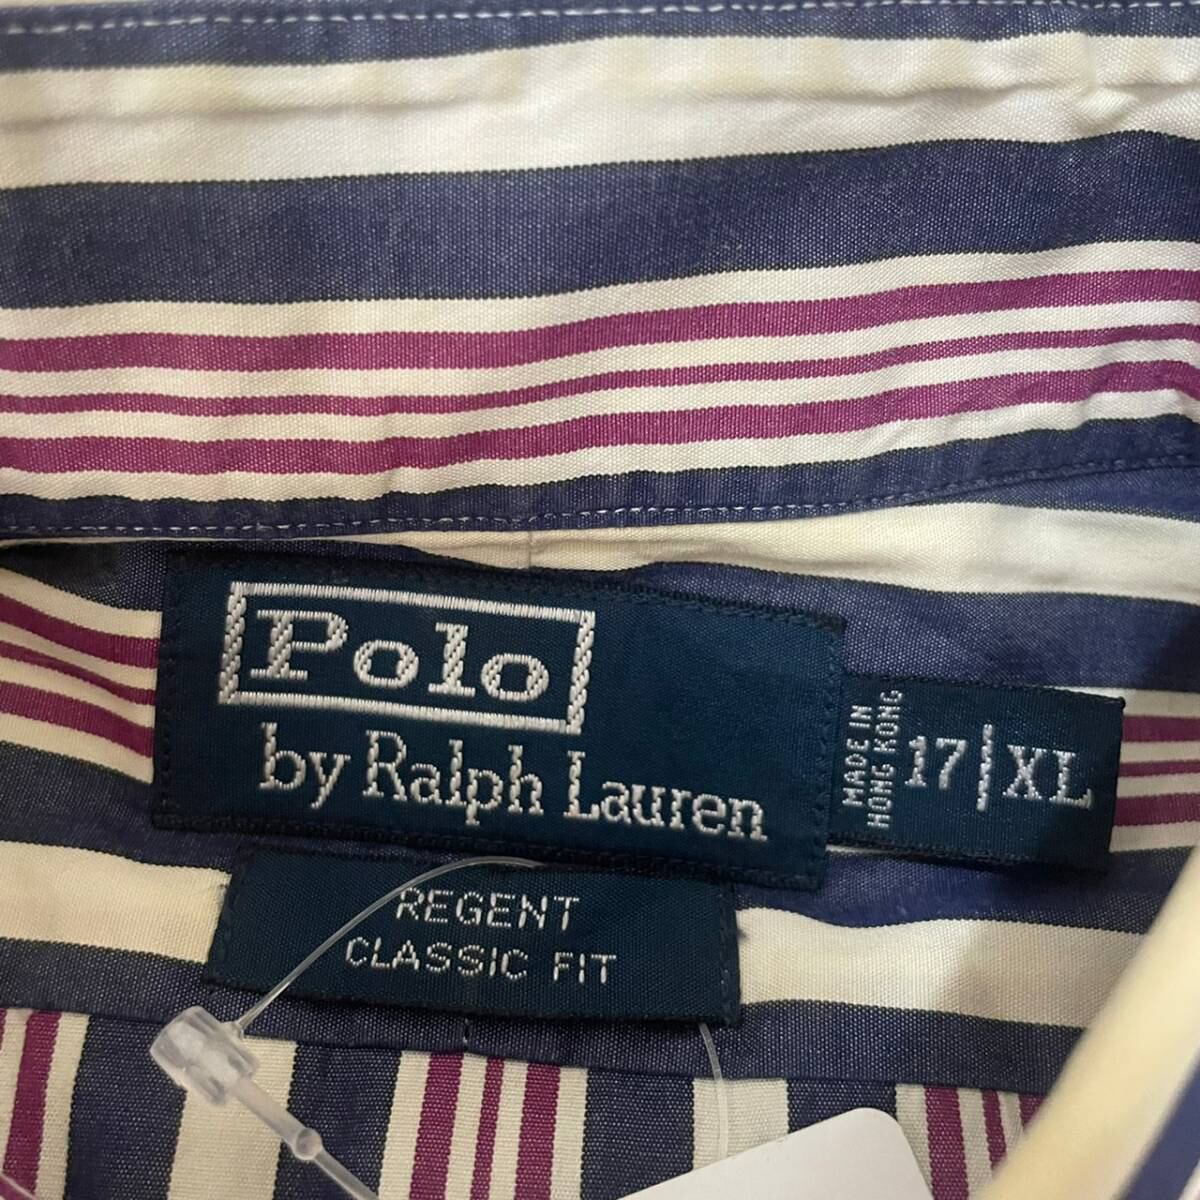 Polo
by Ralph Lauren
MADE IN
HONG KONG
17|XL
REGENT
CLASSIC FIT